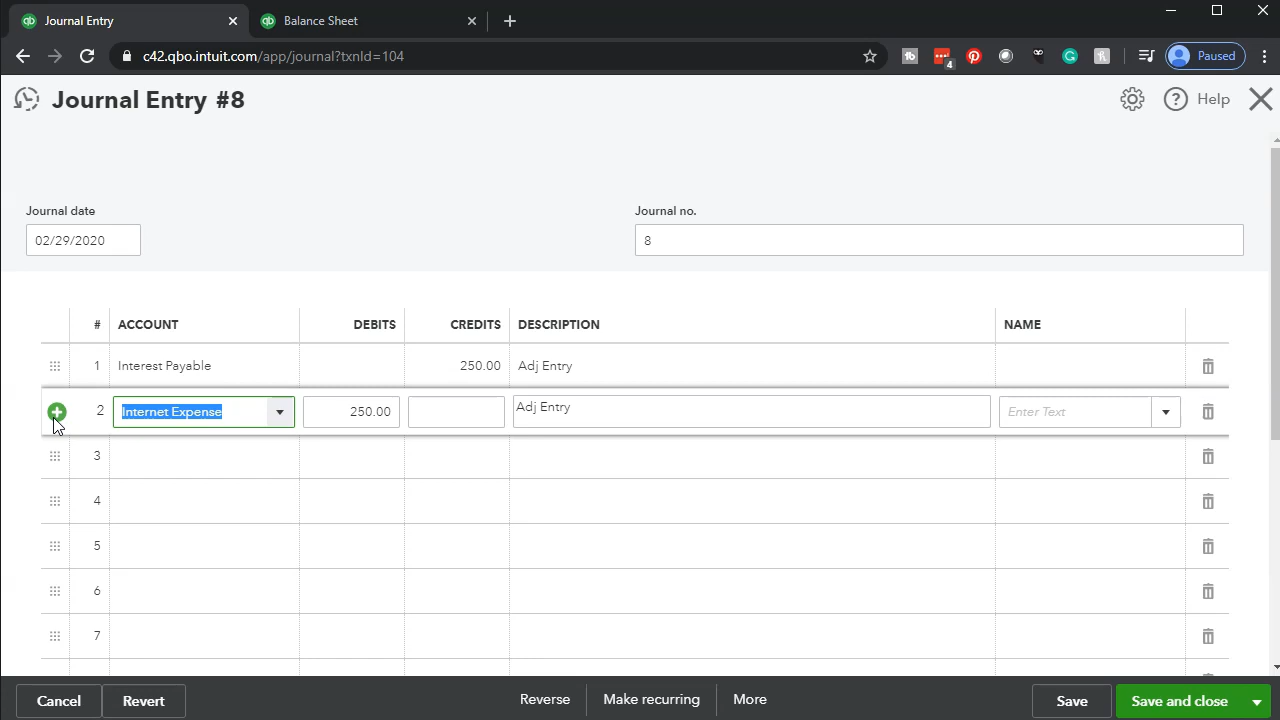 Journal Entry
Balance Sheet
c42.qbo.intuit.com/app/journal?txnId=104
4
Paused
Journal Entry #8
Help
Journal date
Journal no.
02/29/2020
8
# ACCOUNT DEBITS CREDITS DESCRIPTION NAME
1 Interest Payable 250.00 Adj Entry
2 Internet Expense 250.00 Adj Entry Enter Text
3
4
5
6
7
Cancel Revert Reverse Make recurring More Save Save and close